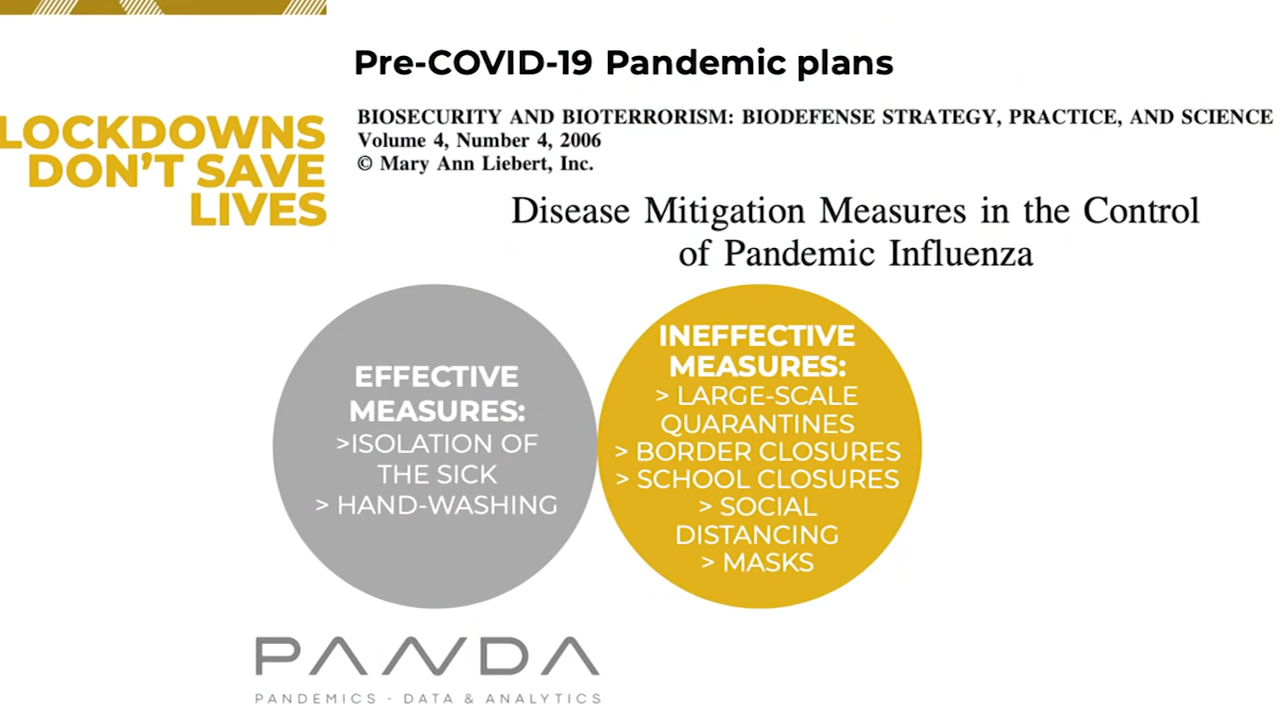 Pre-COVID-19 Pandemic plans
LOCKDOWNS
DON'T SAVE
LIVES
BIOSECURITY AND BIOTERRORISM: BIODEFENSE STRATEGY, PRACTICE, AND SCIENCE
Volume 4, Number 4, 2006
© Mary Ann Liebert, Inc.
Disease Mitigation Measures in the Control
of Pandemic Influenza
EFFECTIVE
MEASURES:
>ISOLATION OF
THE SICK
> HAND-WASHING
INEFFECTIVE
MEASURES:
> LARGE-SCALE
QUARANTINES
> BORDER CLOSURES
> SCHOOL CLOSURES
> SOCIAL
DISTANCING
> MASKS
PANDA
PANDEMICS - DATA & ANALYTICS